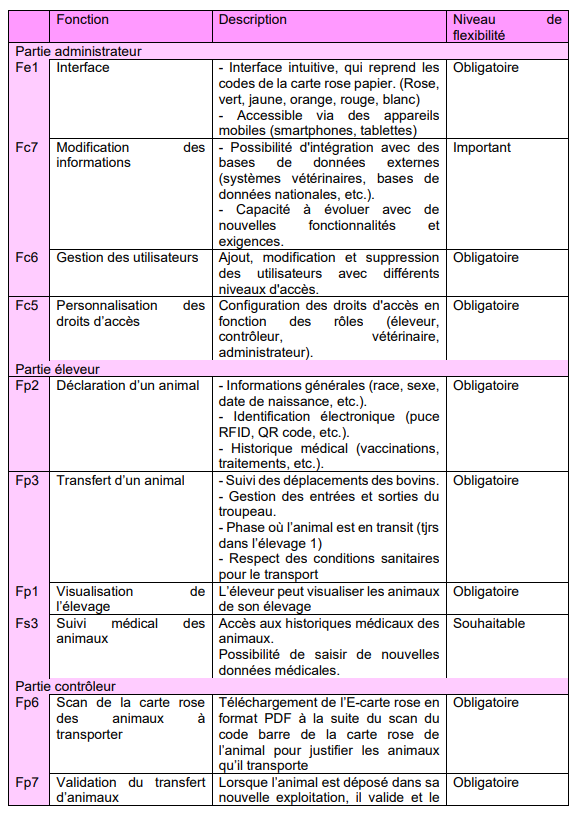 Fonction Description Niveau de
flexibilité
Partie administrateur
Fe1 Interface - Interface intuitive, qui reprend les
codes de la carte rose papier. (Rose,
vert, jaune, orange, rouge, blanc)
- Accessible via des appareils
mobiles (smartphones, tablettes) Obligatoire
Fc7 Modification des
informations - Possibilité d'intégration avec des
bases de données externes
(systèmes vétérinaires, bases de
données nationales, etc.).
- Capacité à évoluer avec de
nouvelles fonctionnalités et
exigences. Important
Fc6 Gestion des utilisateurs Ajout, modification et suppression
des utilisateurs avec différents
niveaux d'accès. Obligatoire
Fc5 Personnalisation des
droits d'accès Configuration des droits d'accès en
fonction des rôles (éleveur,
contrôleur, vétérinaire,
administrateur). Obligatoire
Partie éleveur
Fp2 Déclaration d'un animal - Informations générales (race, sexe,
date de naissance, etc.).
- Identification électronique (puce
RFID, QR code, etc.).
- Historique médical (vaccinations,
traitements, etc.). Obligatoire
Fp3 Transfert d'un animal - Suivi des déplacements des bovins.
- Gestion des entrées et sorties du
troupeau.
- Phase où l'animal est en transit (tjrs
dans l'élevage 1)
- Respect des conditions sanitaires
pour le transport Obligatoire
Fp1 Visualisation de
l'élevage L'éleveur peut visualiser les animaux
de son élevage Obligatoire
Fs3 Suivi médical des
animaux Accès aux historiques médicaux des
animaux.
Possibilité de saisir de nouvelles
données médicales. Souhaitable
Partie contrôleur
Fp6 Scan de la carte rose
des animaux à
transporter Téléchargement de l'E-carte rose en
format PDF à la suite du scan du
code barre de la carte rose de
l'animal pour justifier les animaux
qu'il transporte Obligatoire
Fp7 Validation du transfert
d'animaux Lorsque l'animal est déposé dans sa
nouvelle exploitation, il valide et le Obligatoire